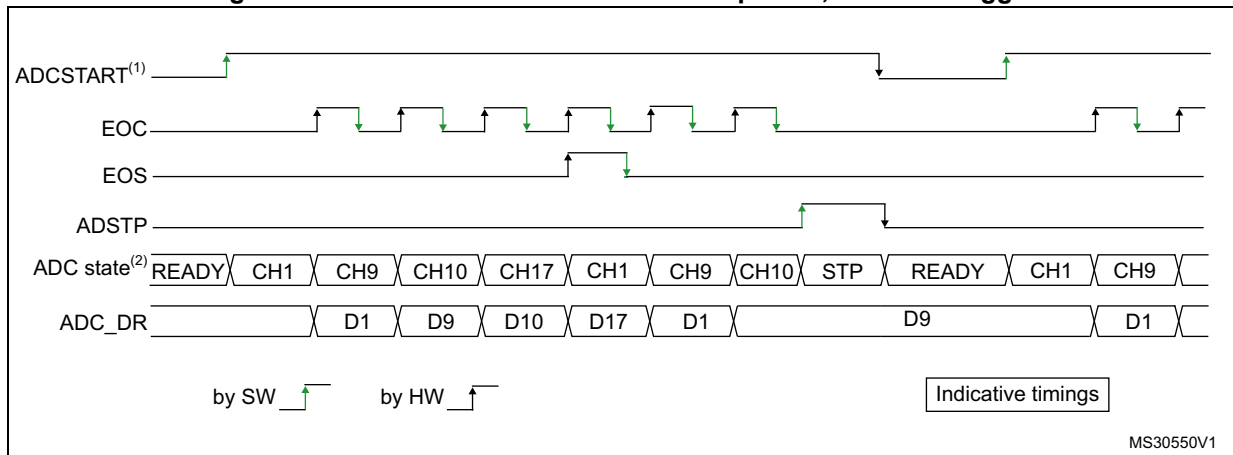 ADCSTART(1)
EOC
EOS
ADSTP
ADC state(2) READY CH1 CH9 CH10 CH17 CH1 CH9 CH10 STP READY CH1 CH9
ADC_DR D1 D9 D10 D17 D1 D9 D1
by SW by HW Indicative timings
MS30550V1